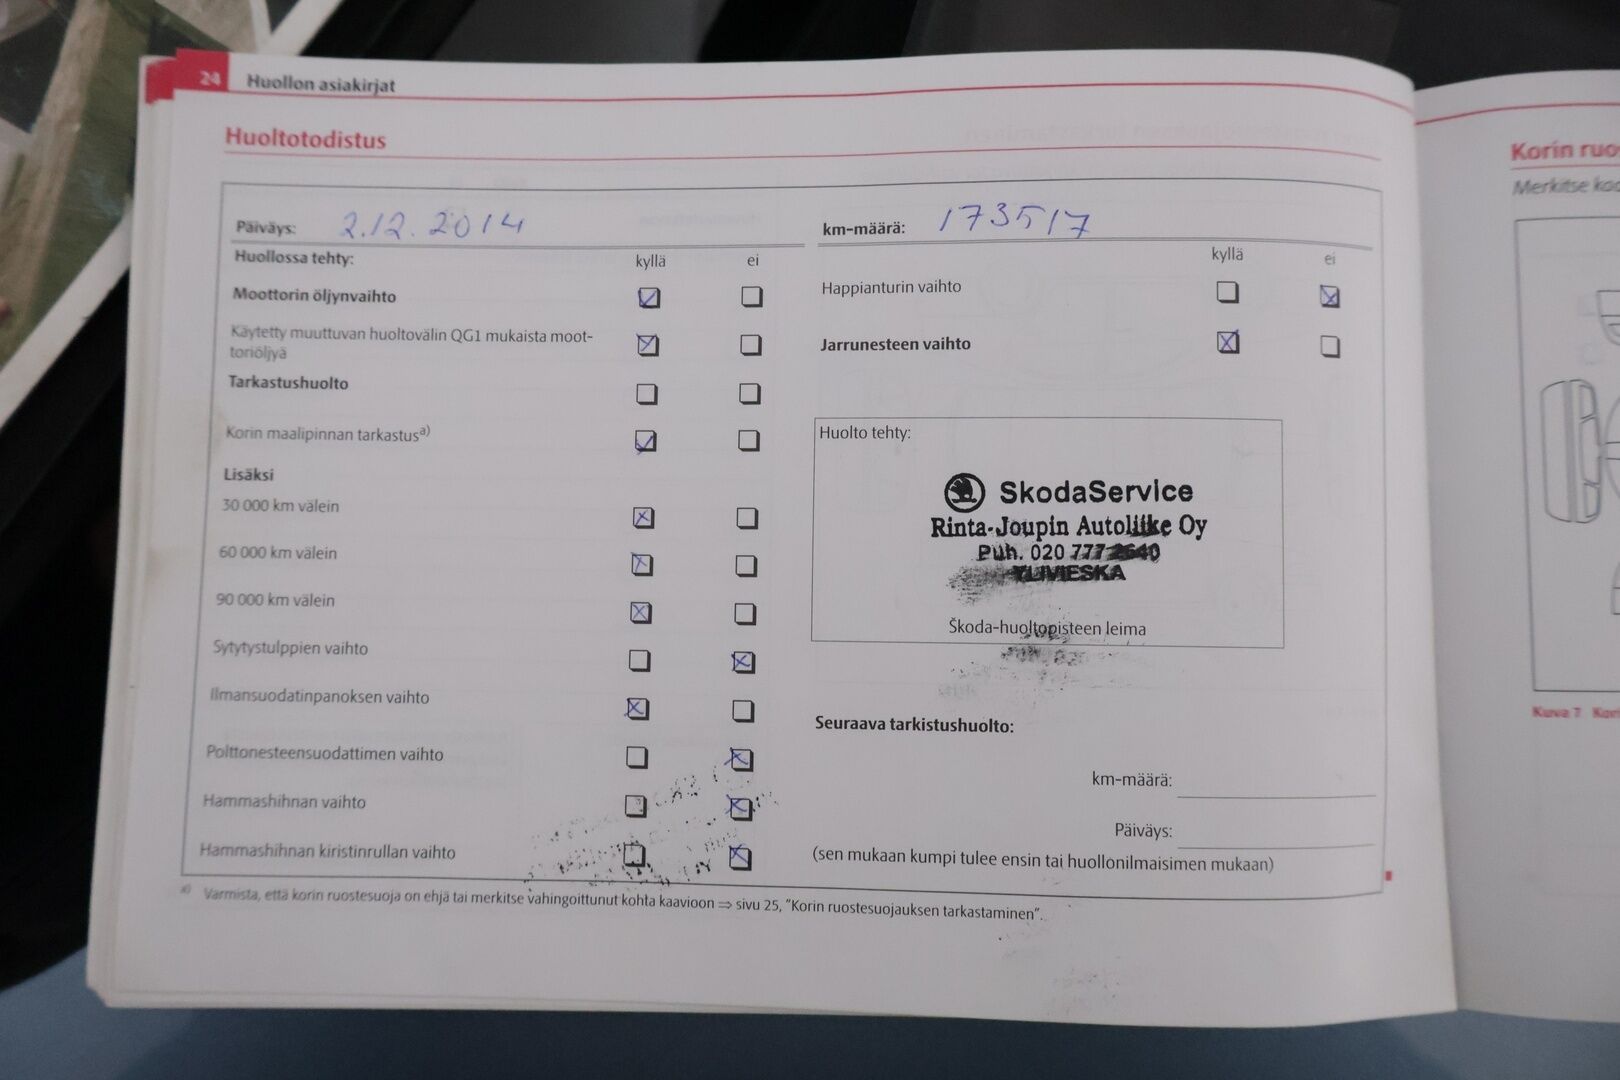 24 Huollon asiakirjat
Huoltotodistus
Päiväys: 2.12.2014
Huollossa tehty: kyllä ei
Moottorin öljynvaihto
Käytetty muuttuvan huoltovälin QG1 mukaista moot-
toriöljyä
Tarkastushuolto
Korin maalipinnan tarkastusa)
Lisäksi
30 000 km välein
60 000 km välein
90 000 km välein
Sytytystulppien vaihto
Ilmansuodatinpanoksen vaihto
Polttonesteensuodattimen vaihto
Hammashihnan vaihto
Hammashihnan kiristinrullan vaihto
km-määrä: 173517
kyllä ei
Happianturin vaihto
Jarrunesteen vaihto
Huolto tehty:
SkodaService
Rinta-Joupin Autoliike Oy
Puh. 020 777 2640
YLIVIESKA
Škoda-huoltopisteen leima
Seuraava tarkistushuolto:
km-määrä:
Päiväys:
(sen mukaan kumpi tulee ensin tai huollonilmaisimen mukaan)
a) Varmista, että korin ruostesuoja on ehjä tai merkitse vahingoittunut kohta kaavioon ⇒ sivu 25, "Korin ruostesuojauksen tarkastaminen".
Korin
Merkitse
Kuva 7